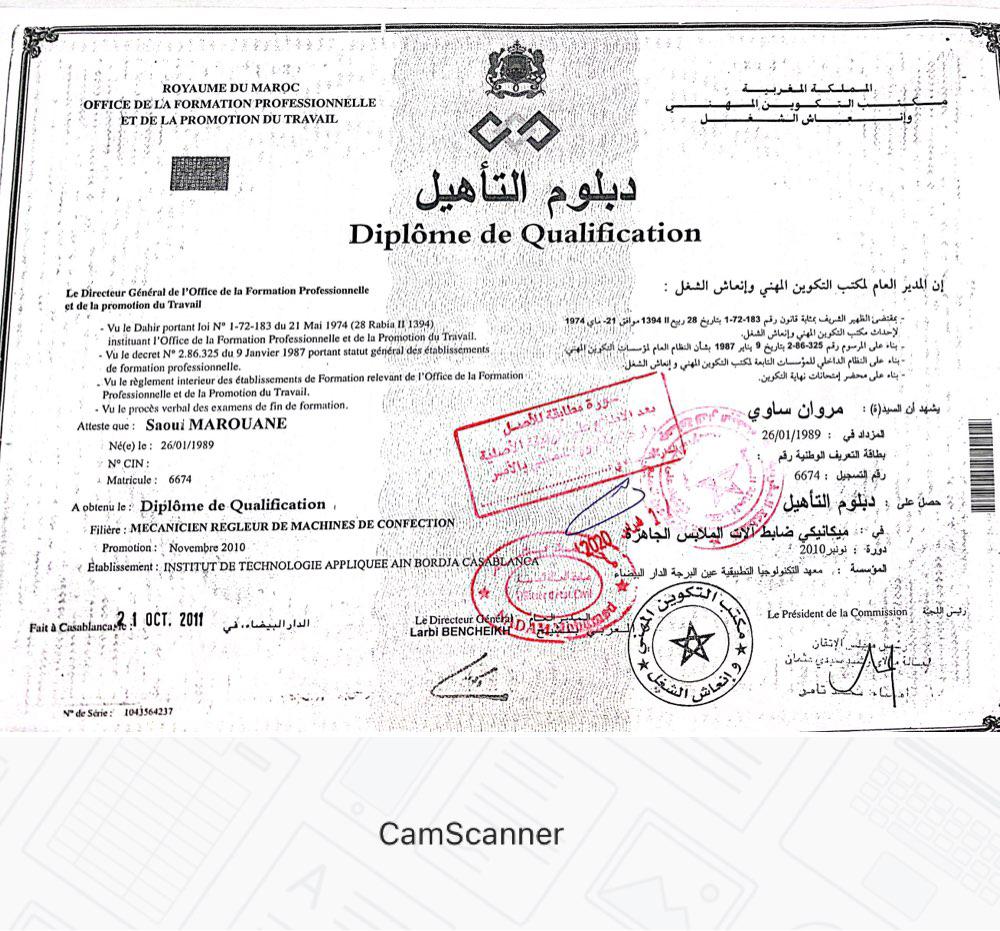 ROYAUME DU MAROC
OFFICE DE LA FORMATION PROFESSIONNELLE
ET DE LA PROMOTION DU TRAVAIL
المملكة المغربية
مكتب التكوين المهني
وإنعاش الشغل
دبلوم التأهيل
Diplôme de Qualification
Le Directeur Général de l'Office de la Formation Professionnelle
et de la promotion du Travail
- Vu le Dahir portant loi N° 1-72-183 du 21 Mai 1974 (28 Rabia II 1394)
instituant l'Office de la Formation Professionnelle et de la Promotion du Travail.
- Vu le decret N° 2.86.325 du 9 Janvier 1987 portant statut général des établissements
de formation professionnelle.
- Vu le règlement interieur des établissements de Formation relevant de l'Office de la Formation
Professionnelle et de la Promotion du Travail.
- Vu le procès verbal des examens de fin de formation.
Atteste que : Saoui MAROUANE
Né(e) le : 26/01/1989
N° CIN :
Matricule : 6674
A obtenu le : Diplôme de Qualification
Filière : MECANICIEN REGLEUR DE MACHINES DE CONFECTION
Promotion : Novembre 2010
Établissement : INSTITUT DE TECHNOLOGIE APPLIQUEE AIN BORDJA CASABLANCA
إن المدير العام لمكتب التكوين المهني وإنعاش الشغل :
- بمقتضى الظهير الشريف بمثابة قانون رقم 183-72-1 بتاريخ 28 ربيع II 1394 موافق 21- ماي 1974
لإحداث مكتب التكوين المهني وإنعاش الشغل.
- بناء على المرسوم رقم 325-86-2 بتاريخ 9 يناير 1987 بشأن النظام العام لمؤسسات التكوين المهني
- بناء على النظام الداخلي للمؤسسات التابعة لمكتب التكوين المهني وإنعاش الشغل.
- بناء على محضر إمتحانات نهاية التكوين.
يشهد أن السيد(ة) : مروان ساوي
المزداد في : 26/01/1989
بطاقة التعريف الوطنية رقم :
رقم التسجيل : 6674
حصل على : دبلوم التأهيل
في : ميكانيكي ضابط الات الملابس الجاهزة
دورة : نونبر2010
المؤسسة : معهد التكنولوجيا التطبيقية عين البرجة الدار البيضاء
صورة مطابقة للأصل
2020
Officier d'état Civil
Fait à Casablanca, le : 21 OCT. 2011
الدار البيضاء، في
Le Directeur Général
Larbi BENCHEIKH
مكتب التكوين المهني
وإنعاش الشغل
Le Président de la Commission
رئيس اللجنة
N° de Série : 1043564237
CamScanner